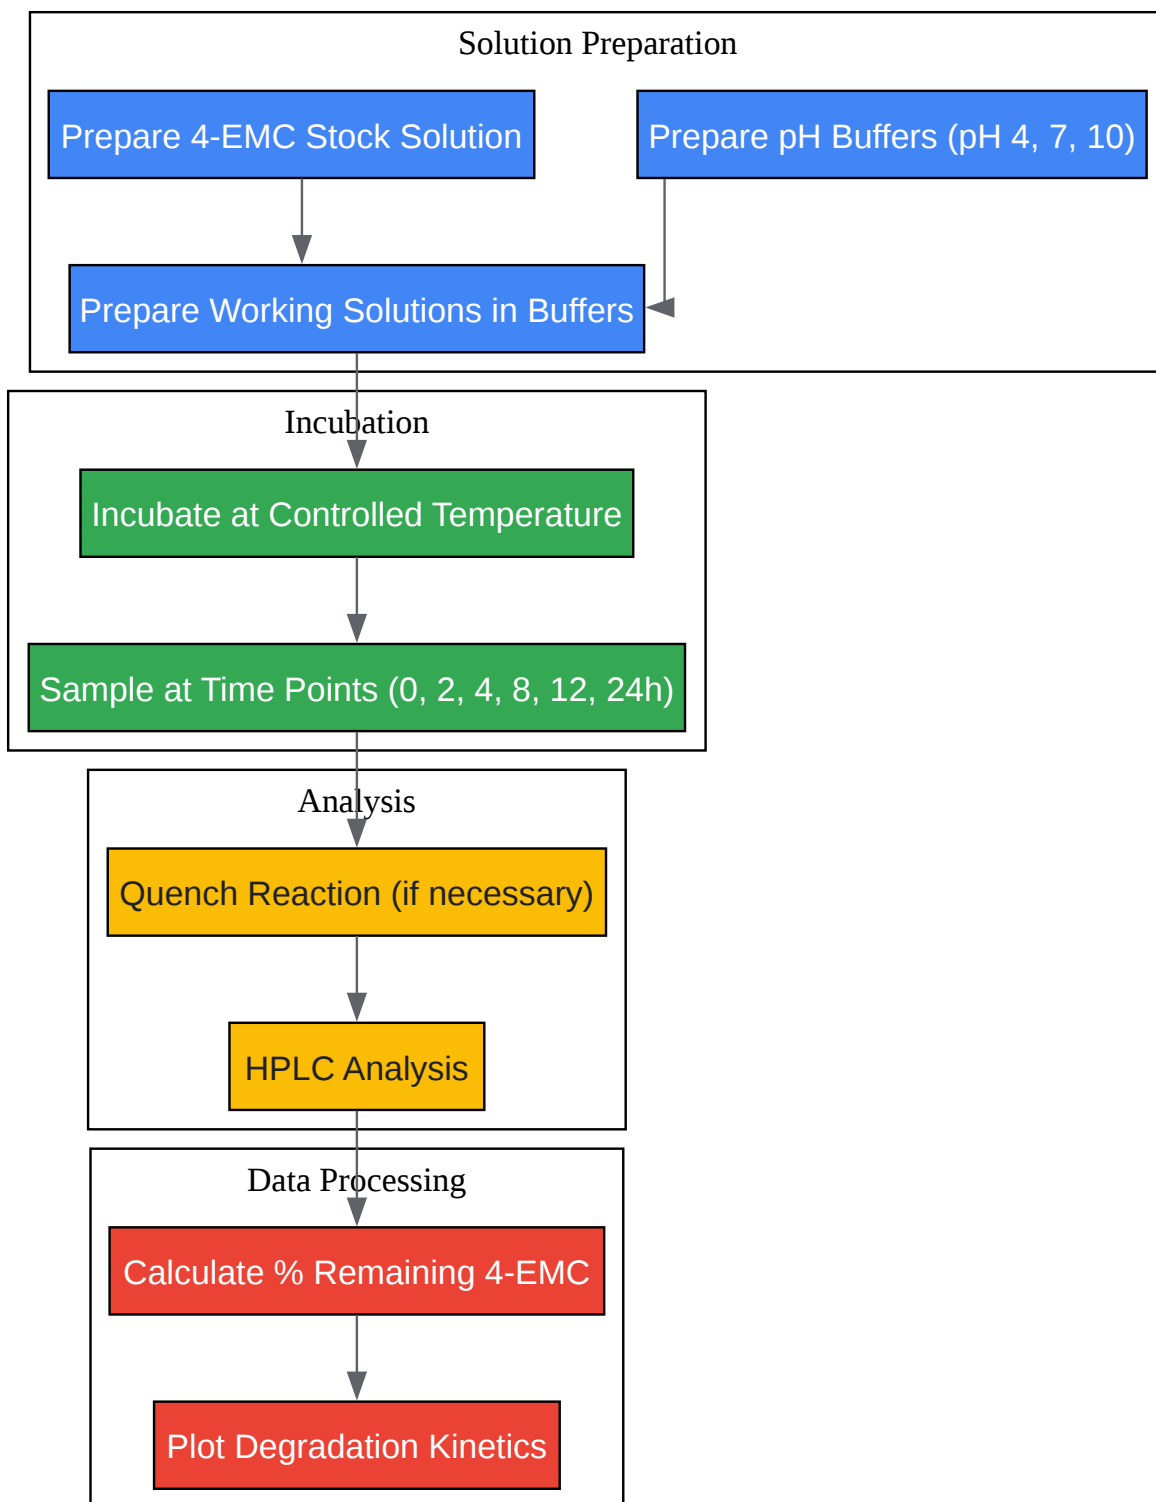 Solution Preparation
Prepare 4-EMC Stock Solution
Prepare pH Buffers (pH 4, 7, 10)
Prepare Working Solutions in Buffers
Incubation
Incubate at Controlled Temperature
Sample at Time Points (0, 2, 4, 8, 12, 24h)
Analysis
Quench Reaction (if necessary)
HPLC Analysis
Data Processing
Calculate % Remaining 4-EMC
Plot Degradation Kinetics